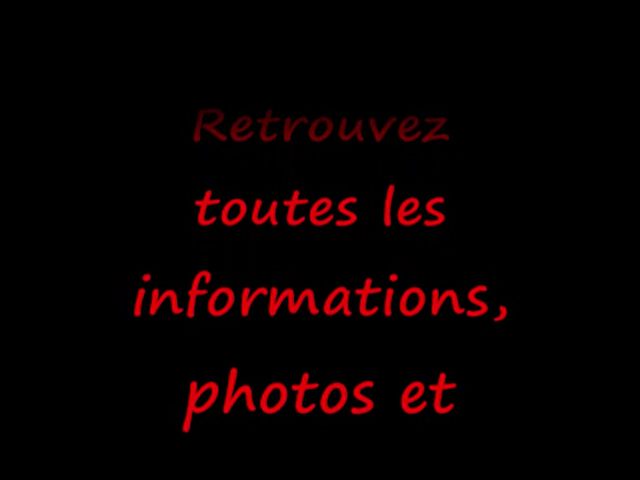 Retrouvez
toutes les
informations,
photos et